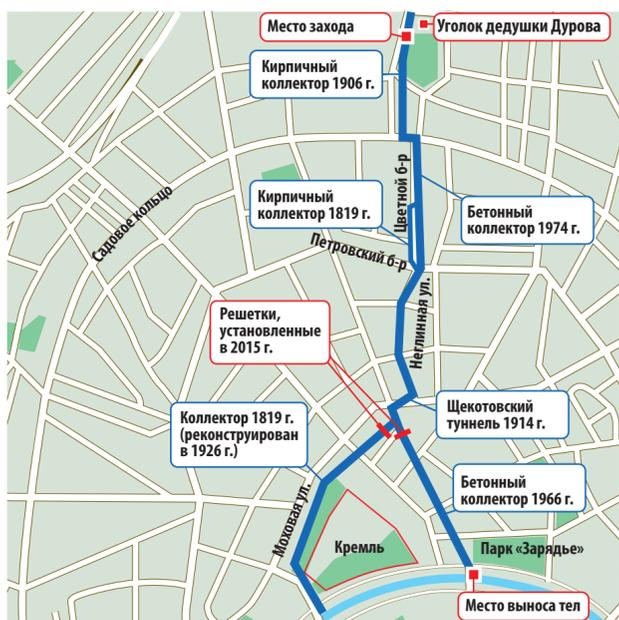 Место захода
Уголок дедушки Дурова
Кирпичный
коллектор 1906 г.
Цветной б-р
Кирпичный
коллектор 1819 г.
Бетонный
коллектор 1974 г.
Садовое кольцо
Петровский б-р
Неглинная ул.
Решетки,
установленные
в 2015 г.
Щекотовский
туннель 1914 г.
Коллектор 1819 г.
(реконструирован
в 1926 г.)
Бетонный
коллектор 1966 г.
Моховая ул.
Кремль
Парк «Зарядье»
Место выноса тел